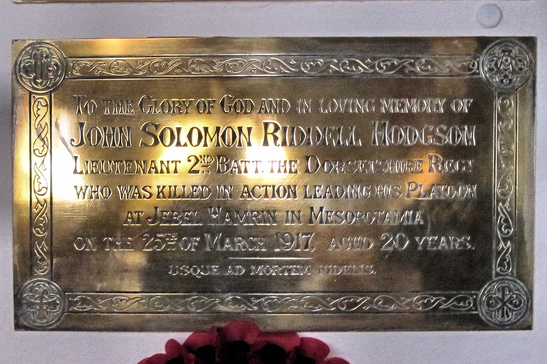 TO THE GLORY OF GOD AND IN LOVING MEMORY OF
JOHN SOLOMON RIDDELL HODGSON
LIEUTENANT 2ND BATT. THE DORSETSHIRE REGT
WHO WAS KILLED IN ACTION LEADING HIS PLATOON
AT JEBEL HAMRIN IN MESOPOTAMIA
ON THE 25TH OF MARCH 1917, AGED 20 YEARS.
USQUE AD MORTEM FIDELIS.